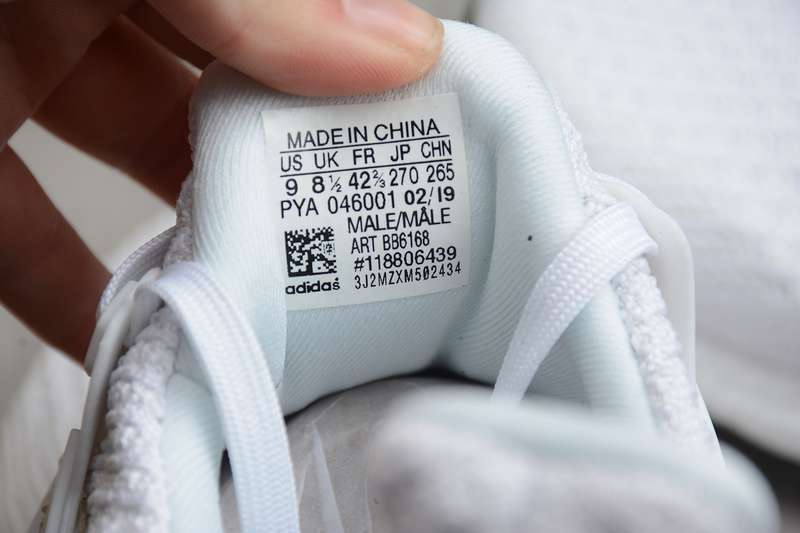 MADE IN CHINA
US UK FR JP CHN
9 8½ 42⅔ 270 265
PYA 046001 02/19
MALE/MÂLE
ART BB6168
#118806439
adidas 3J2MZXM502434